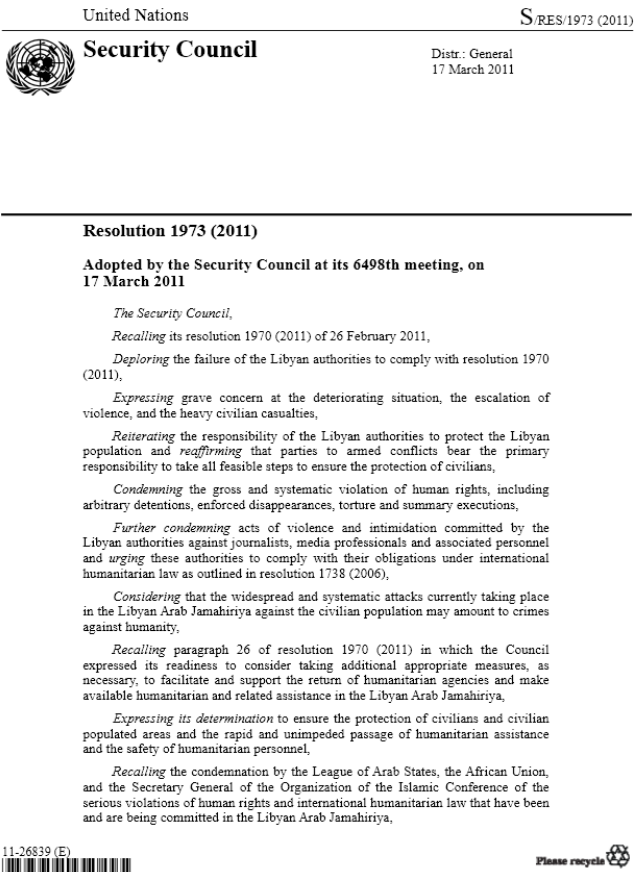 United Nations
S/RES/1973 (2011)
Security Council
Distr.: General
17 March 2011
Resolution 1973 (2011)
Adopted by the Security Council at its 6498th meeting, on
17 March 2011
The Security Council,
Recalling its resolution 1970 (2011) of 26 February 2011,
Deploring the failure of the Libyan authorities to comply with resolution 1970
(2011),
Expressing grave concern at the deteriorating situation, the escalation of
violence, and the heavy civilian casualties,
Reiterating the responsibility of the Libyan authorities to protect the Libyan
population and reaffirming that parties to armed conflicts bear the primary
responsibility to take all feasible steps to ensure the protection of civilians,
Condemning the gross and systematic violation of human rights, including
arbitrary detentions, enforced disappearances, torture and summary executions,
Further condemning acts of violence and intimidation committed by the
Libyan authorities against journalists, media professionals and associated personnel
and urging these authorities to comply with their obligations under international
humanitarian law as outlined in resolution 1738 (2006),
Considering that the widespread and systematic attacks currently taking place
in the Libyan Arab Jamahiriya against the civilian population may amount to crimes
against humanity,
Recalling paragraph 26 of resolution 1970 (2011) in which the Council
expressed its readiness to consider taking additional appropriate measures, as
necessary, to facilitate and support the return of humanitarian agencies and make
available humanitarian and related assistance in the Libyan Arab Jamahiriya,
Expressing its determination to ensure the protection of civilians and civilian
populated areas and the rapid and unimpeded passage of humanitarian assistance
and the safety of humanitarian personnel,
Recalling the condemnation by the League of Arab States, the African Union,
and the Secretary General of the Organization of the Islamic Conference of the
serious violations of human rights and international humanitarian law that have been
and are being committed in the Libyan Arab Jamahiriya,
11-26839 (E)
Please recycle